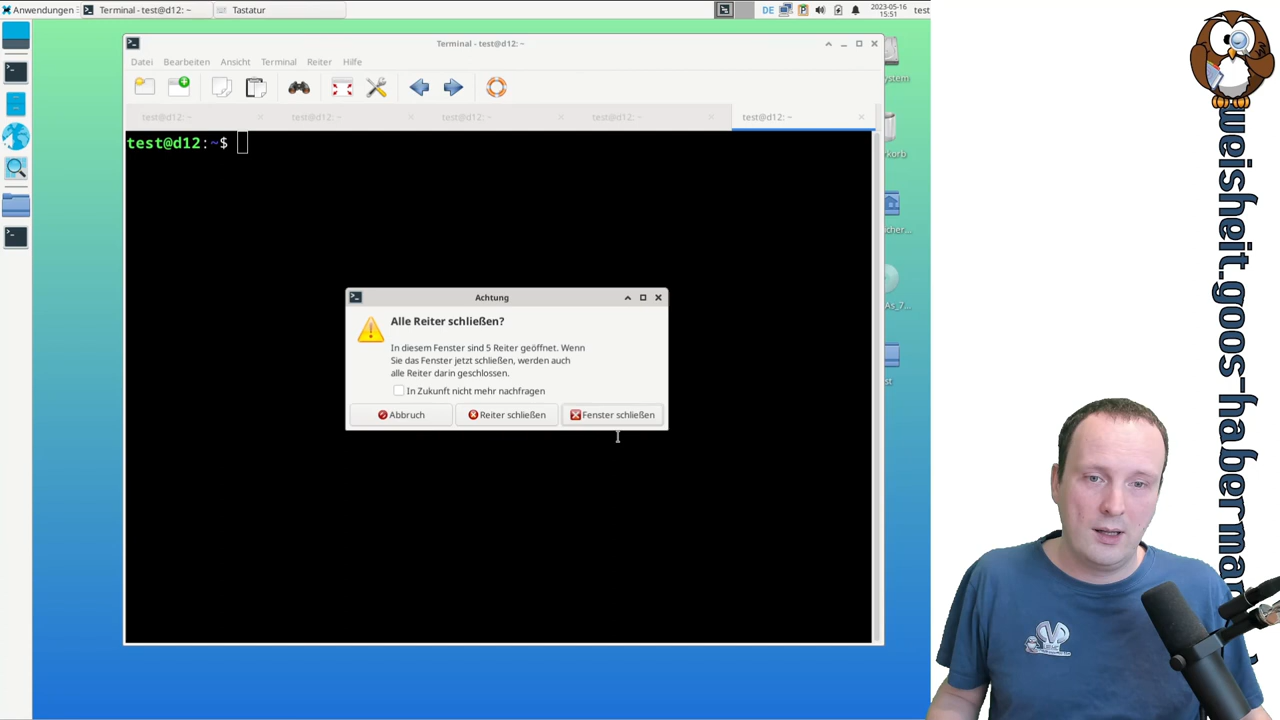 Anwendungen
Terminal - test@d12: ~
Tastatur
DE
2023-05-16
15:51
test
Terminal - test@d12: ~
Datei
Bearbeiten
Ansicht
Terminal
Reiter
Hilfe
test@d12: ~
test@d12: ~
test@d12: ~
test@d12: ~
test@d12: ~
test@d12:~$
Achtung
Alle Reiter schließen?
In diesem Fenster sind 5 Reiter geöffnet. Wenn
Sie das Fenster jetzt schließen, werden auch
alle Reiter darin geschlossen.
In Zukunft nicht mehr nachfragen
Abbruch
Reiter schließen
Fenster schließen
weisheit.goos-haberma